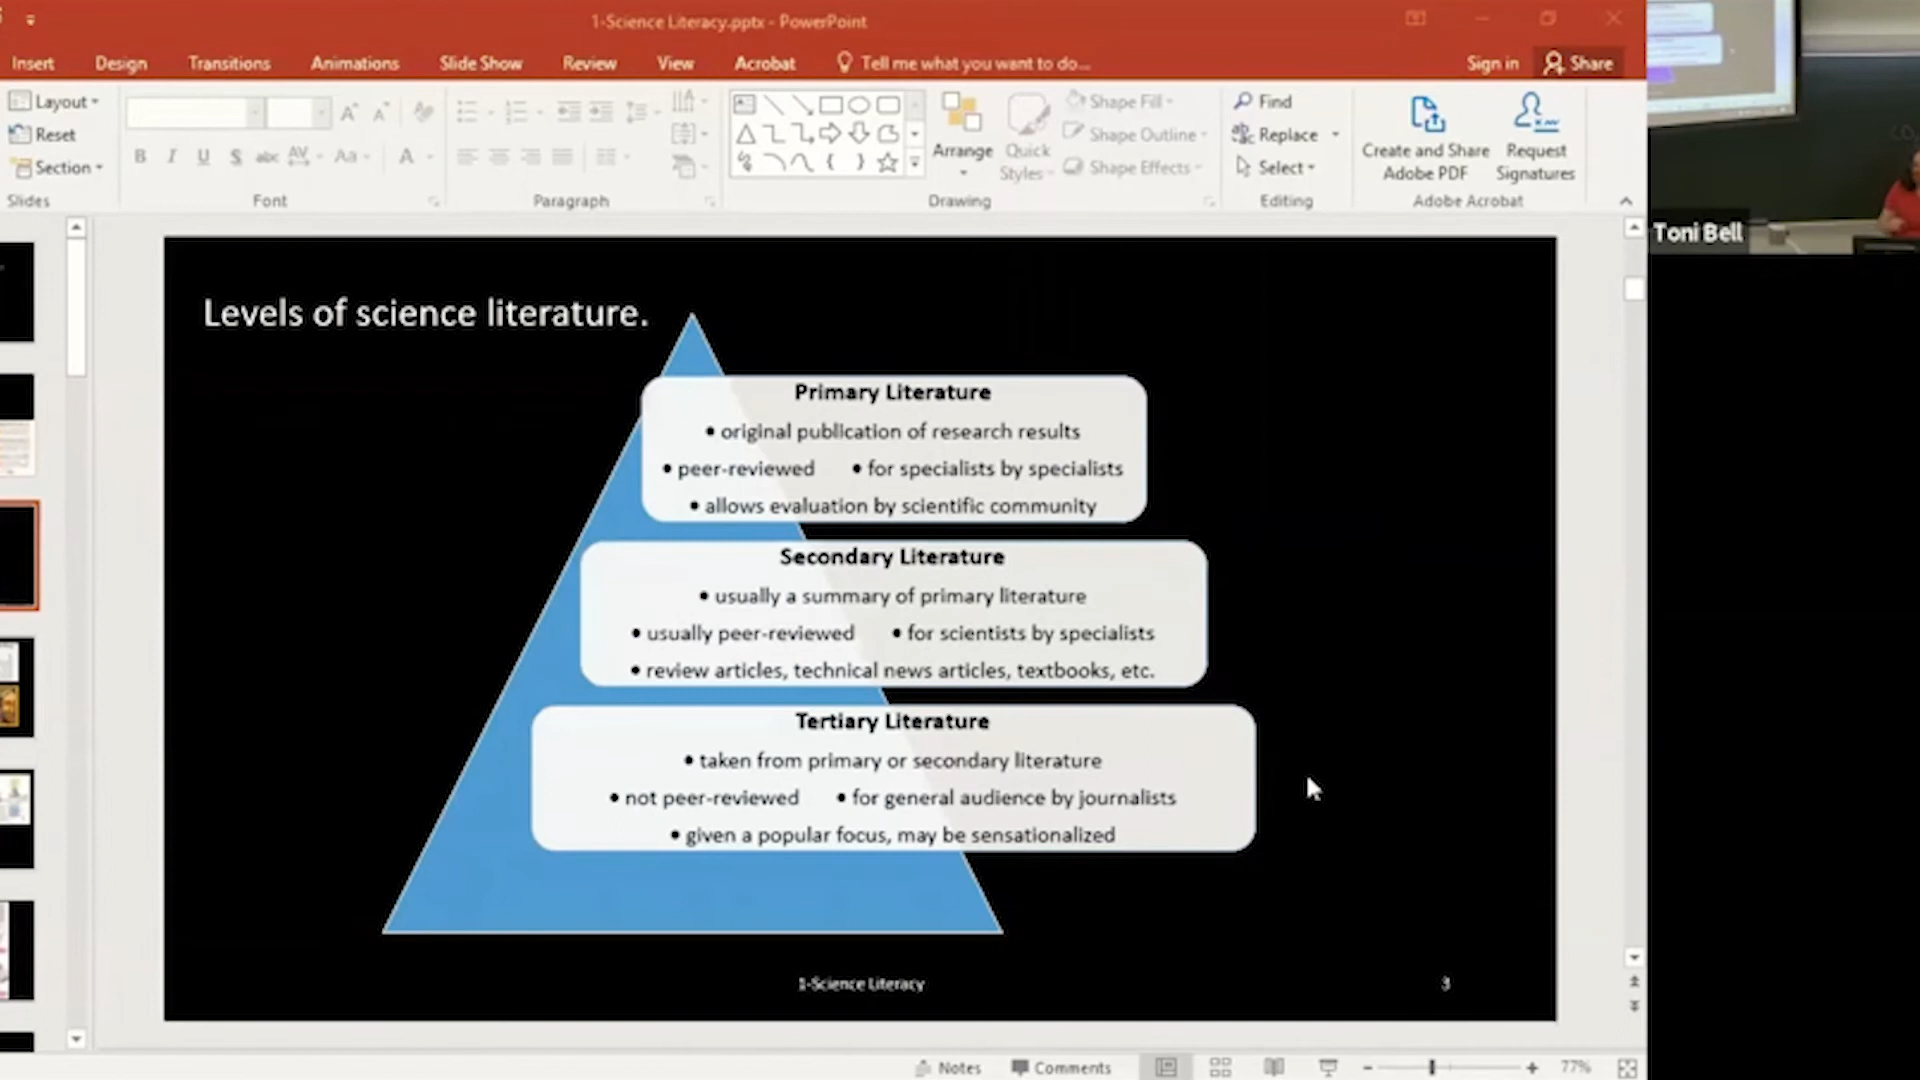 1-Science Literacy.pptx - PowerPoint
Insert Design Transitions Animations Slide Show Review View Acrobat Tell me what you want to do... Sign in Share
Layout
Reset
Section
Slides
B I U S abc AV Aa A
Font
Paragraph
Arrange
Quick
Styles
Shape Fill
Shape Outline
Shape Effects
Drawing
Find
Replace
Select
Editing
Create and Share
Adobe PDF
Request
Signatures
Adobe Acrobat
Toni Bell
Levels of science literature.
Primary Literature
• original publication of research results
• peer-reviewed • for specialists by specialists
• allows evaluation by scientific community
Secondary Literature
• usually a summary of primary literature
• usually peer-reviewed • for scientists by specialists
• review articles, technical news articles, textbooks, etc.
Tertiary Literature
• taken from primary or secondary literature
• not peer-reviewed • for general audience by journalists
• given a popular focus, may be sensationalized
1-Science Literacy
3
Notes Comments 77%